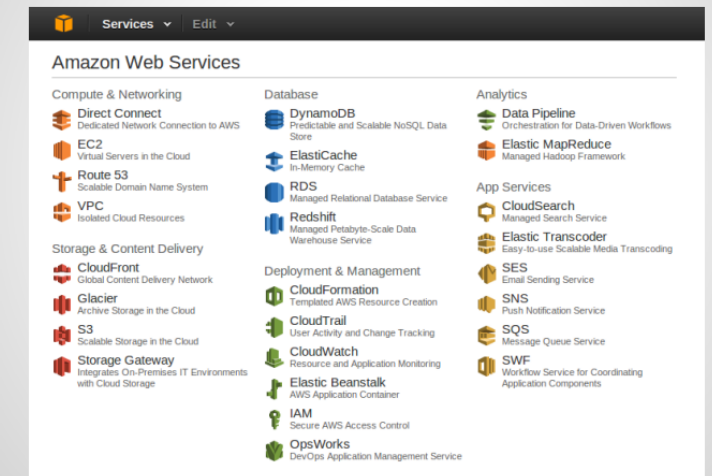 Services Edit
Amazon Web Services
Compute & Networking
Direct Connect
Dedicated Network Connection to AWS
EC2
Virtual Servers in the Cloud
Route 53
Scalable Domain Name System
VPC
Isolated Cloud Resources
Storage & Content Delivery
CloudFront
Global Content Delivery Network
Glacier
Archive Storage in the Cloud
S3
Scalable Storage in the Cloud
Storage Gateway
Integrates On-Premises IT Environments
with Cloud Storage
Database
DynamoDB
Predictable and Scalable NoSQL Data
Store
ElastiCache
In-Memory Cache
RDS
Managed Relational Database Service
Redshift
Managed Petabyte-Scale Data
Warehouse Service
Deployment & Management
CloudFormation
Templated AWS Resource Creation
CloudTrail
User Activity and Change Tracking
CloudWatch
Resource and Application Monitoring
Elastic Beanstalk
AWS Application Container
IAM
Secure AWS Access Control
OpsWorks
DevOps Application Management Service
Analytics
Data Pipeline
Orchestration for Data-Driven Workflows
Elastic MapReduce
Managed Hadoop Framework
App Services
CloudSearch
Managed Search Service
Elastic Transcoder
Easy-to-use Scalable Media Transcoding
SES
Email Sending Service
SNS
Push Notification Service
SQS
Message Queue Service
SWF
Workflow Service for Coordinating
Application Components